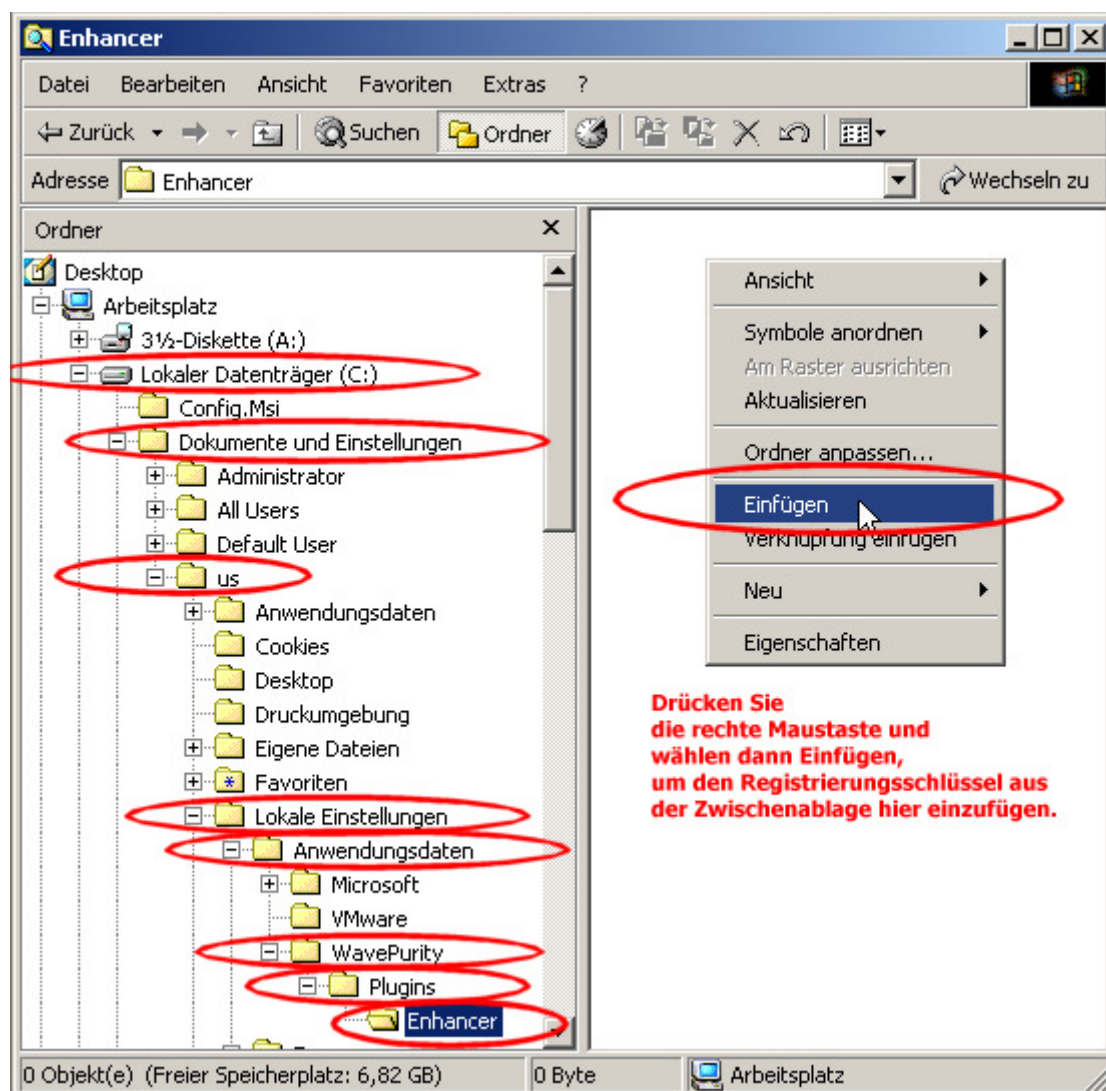 Enhancer
Datei Bearbeiten Ansicht Favoriten Extras ?
Zurück Suchen Ordner
Adresse Enhancer Wechseln zu
Ordner
Desktop
Arbeitsplatz
3½-Diskette (A:)
Lokaler Datenträger (C:)
Config.Msi
Dokumente und Einstellungen
Administrator
All Users
Default User
us
Anwendungsdaten
Cookies
Desktop
Druckumgebung
Eigene Dateien
Favoriten
Lokale Einstellungen
Anwendungsdaten
Microsoft
VMware
WavePurity
Plugins
Enhancer
Ansicht
Symbole anordnen
Am Raster ausrichten
Aktualisieren
Ordner anpassen...
Einfügen
Verknüpfung einfügen
Neu
Eigenschaften
Drücken Sie
die rechte Maustaste und
wählen dann Einfügen,
um den Registrierungsschlüssel aus
der Zwischenablage hier einzufügen.
0 Objekt(e) (Freier Speicherplatz: 6,82 GB) 0 Byte Arbeitsplatz